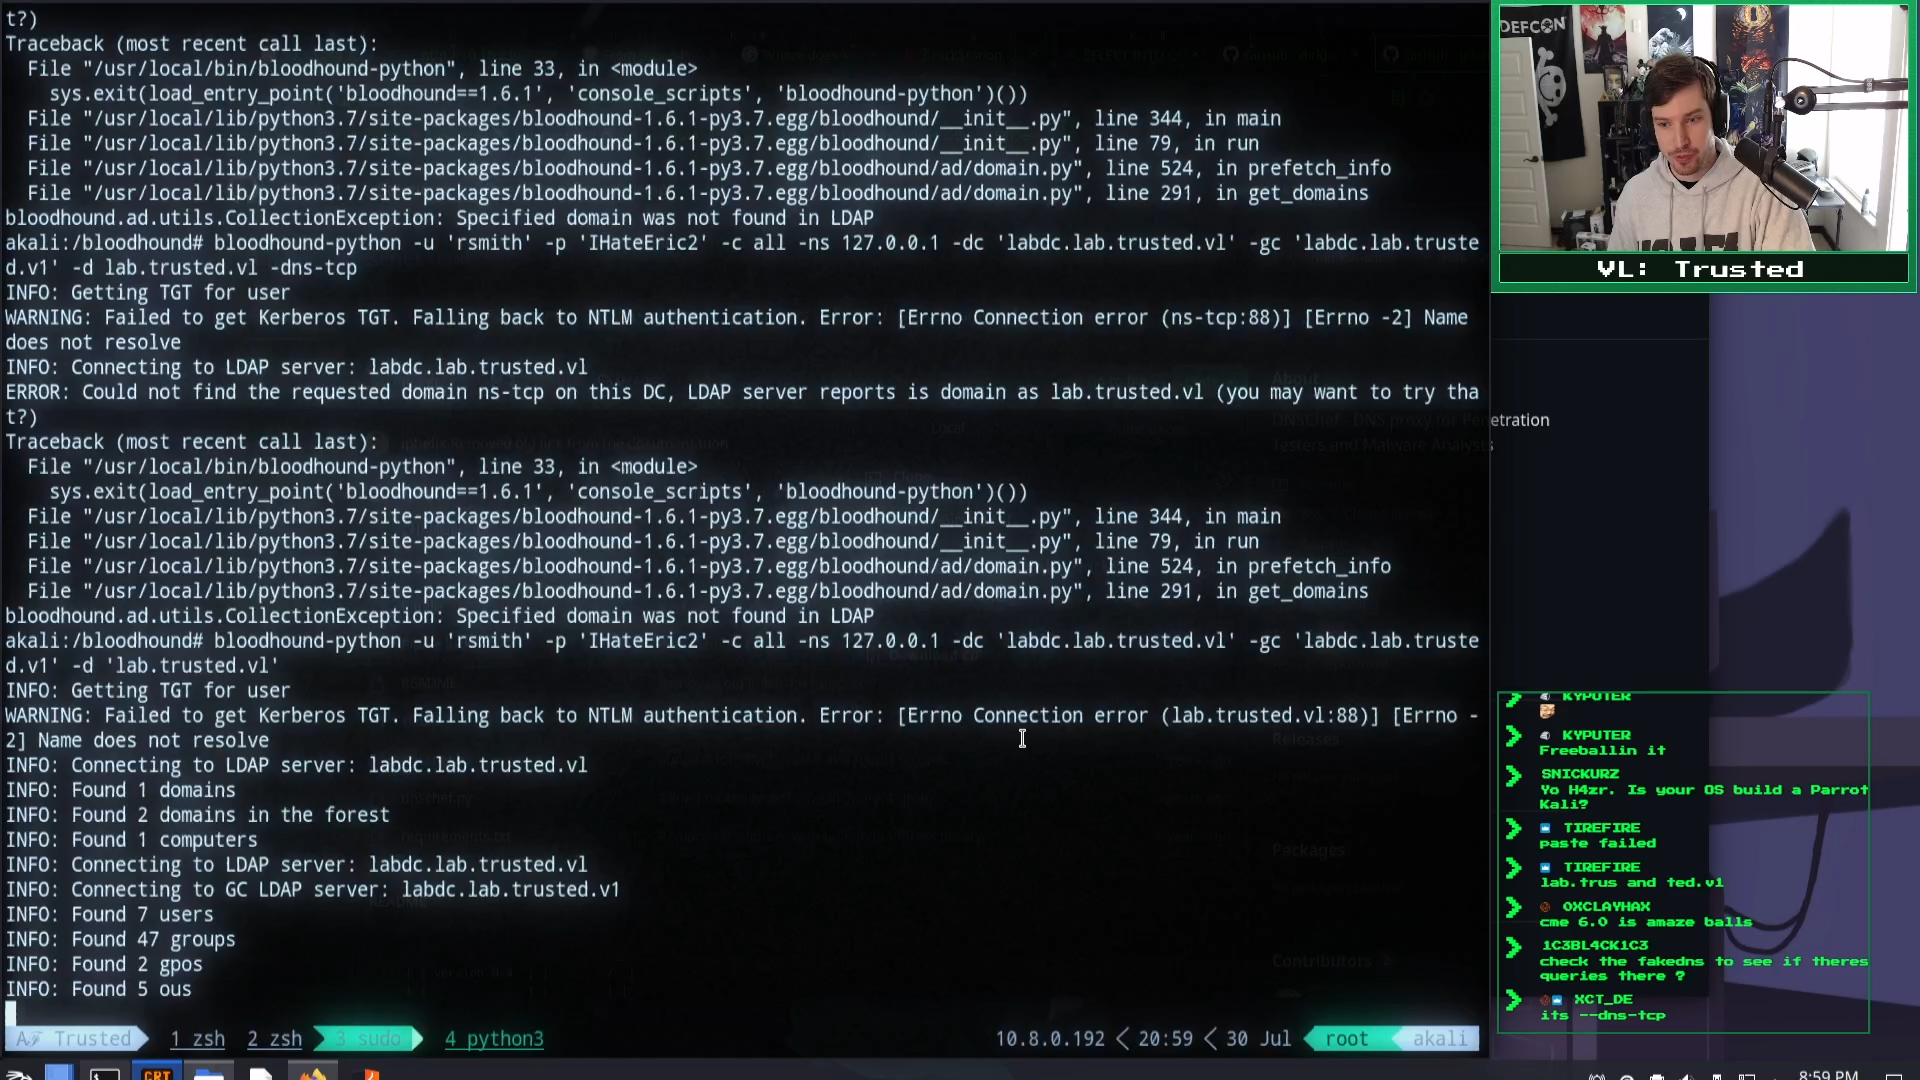 t?)
Traceback (most recent call last):
  File "/usr/local/bin/bloodhound-python", line 33, in <module>
    sys.exit(load_entry_point('bloodhound==1.6.1', 'console_scripts', 'bloodhound-python')())
  File "/usr/local/lib/python3.7/site-packages/bloodhound-1.6.1-py3.7.egg/bloodhound/__init__.py", line 344, in main
  File "/usr/local/lib/python3.7/site-packages/bloodhound-1.6.1-py3.7.egg/bloodhound/__init__.py", line 79, in run
  File "/usr/local/lib/python3.7/site-packages/bloodhound-1.6.1-py3.7.egg/bloodhound/ad/domain.py", line 524, in prefetch_info
  File "/usr/local/lib/python3.7/site-packages/bloodhound-1.6.1-py3.7.egg/bloodhound/ad/domain.py", line 291, in get_domains
bloodhound.ad.utils.CollectionException: Specified domain was not found in LDAP
akali:/bloodhound# bloodhound-python -u 'rsmith' -p 'IHateEric2' -c all -ns 127.0.0.1 -dc 'labdc.lab.trusted.vl' -gc 'labdc.lab.truste
d.v1' -d lab.trusted.vl -dns-tcp
INFO: Getting TGT for user
WARNING: Failed to get Kerberos TGT. Falling back to NTLM authentication. Error: [Errno Connection error (ns-tcp:88)] [Errno -2] Name
does not resolve
INFO: Connecting to LDAP server: labdc.lab.trusted.vl
ERROR: Could not find the requested domain ns-tcp on this DC, LDAP server reports is domain as lab.trusted.vl (you may want to try tha
t?)
Traceback (most recent call last):
  File "/usr/local/bin/bloodhound-python", line 33, in <module>
    sys.exit(load_entry_point('bloodhound==1.6.1', 'console_scripts', 'bloodhound-python')())
  File "/usr/local/lib/python3.7/site-packages/bloodhound-1.6.1-py3.7.egg/bloodhound/__init__.py", line 344, in main
  File "/usr/local/lib/python3.7/site-packages/bloodhound-1.6.1-py3.7.egg/bloodhound/__init__.py", line 79, in run
  File "/usr/local/lib/python3.7/site-packages/bloodhound-1.6.1-py3.7.egg/bloodhound/ad/domain.py", line 524, in prefetch_info
  File "/usr/local/lib/python3.7/site-packages/bloodhound-1.6.1-py3.7.egg/bloodhound/ad/domain.py", line 291, in get_domains
bloodhound.ad.utils.CollectionException: Specified domain was not found in LDAP
akali:/bloodhound# bloodhound-python -u 'rsmith' -p 'IHateEric2' -c all -ns 127.0.0.1 -dc 'labdc.lab.trusted.vl' -gc 'labdc.lab.truste
d.v1' -d 'lab.trusted.vl'
INFO: Getting TGT for user
WARNING: Failed to get Kerberos TGT. Falling back to NTLM authentication. Error: [Errno Connection error (lab.trusted.vl:88)] [Errno -
2] Name does not resolve
INFO: Connecting to LDAP server: labdc.lab.trusted.vl
INFO: Found 1 domains
INFO: Found 2 domains in the forest
INFO: Found 1 computers
INFO: Connecting to LDAP server: labdc.lab.trusted.vl
INFO: Connecting to GC LDAP server: labdc.lab.trusted.v1
INFO: Found 7 users
INFO: Found 47 groups
INFO: Found 2 gpos
INFO: Found 5 ous
Trusted 1 zsh 2 zsh 3 sudo 4 python3 10.8.0.192 20:59 30 Jul root akali
DEFCON
VL: Trusted
About
DNSChef - DNS proxy for Penetration
Testers and Malware Analysts
Releases
Packages
Contributors
KYPUTER
KYPUTER
Freeballin it
SNICKURZ
Yo H4zr. Is your OS build a Parrot
Kali?
TIREFIRE
paste failed
TIREFIRE
lab.trus and ted.v1
OXCLAYHAX
cme 6.0 is amaze balls
1C3BL4CK1C3
check the fakedns to see if theres
queries there ?
XCT_DE
its --dns-tcp
CRT
8:59 PM